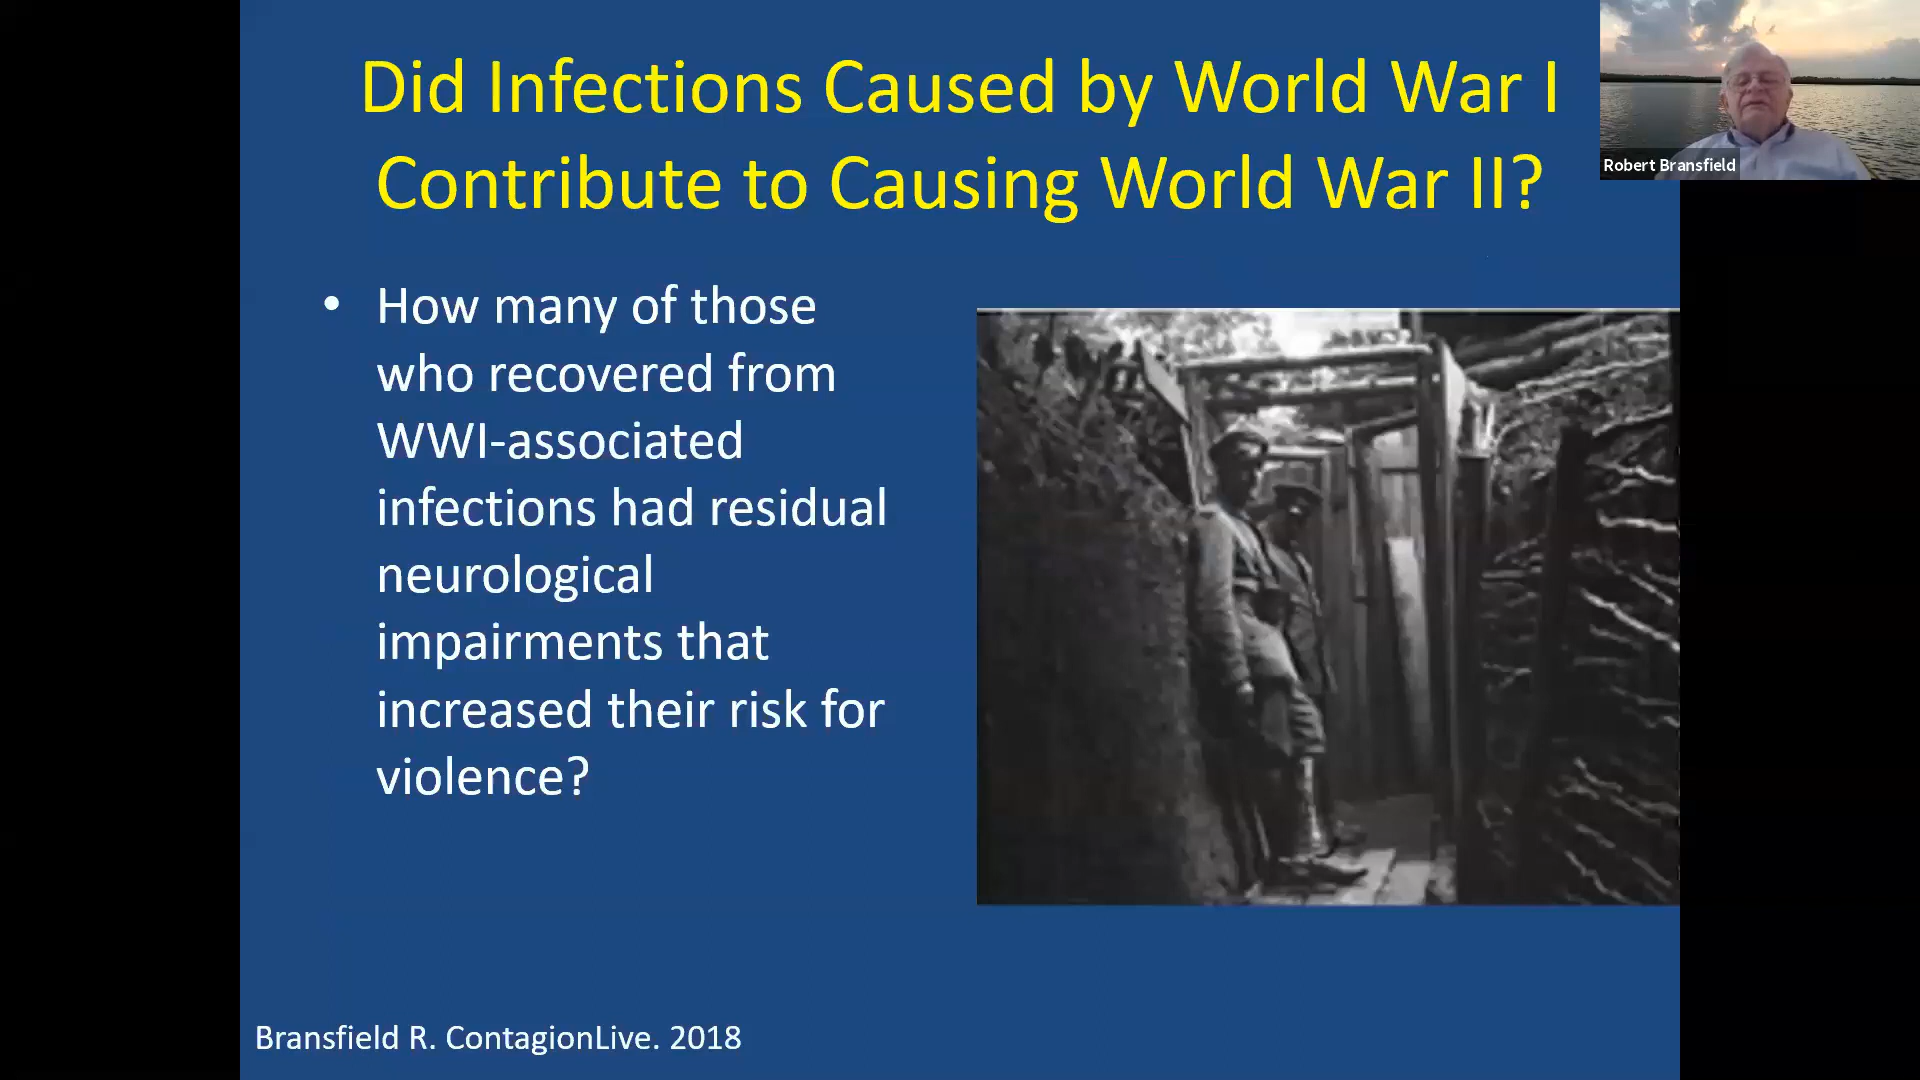 Did Infections Caused by World War I
Contribute to Causing World War II?
Robert Bransfield
• How many of those
who recovered from
WWI-associated
infections had residual
neurological
impairments that
increased their risk for
violence?
Bransfield R. ContagionLive. 2018